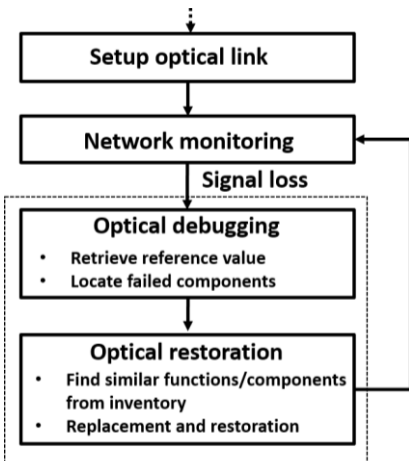 Setup optical link
Network monitoring
Signal loss
Optical debugging
• Retrieve reference value
• Locate failed components
Optical restoration
• Find similar functions/components
from inventory
• Replacement and restoration